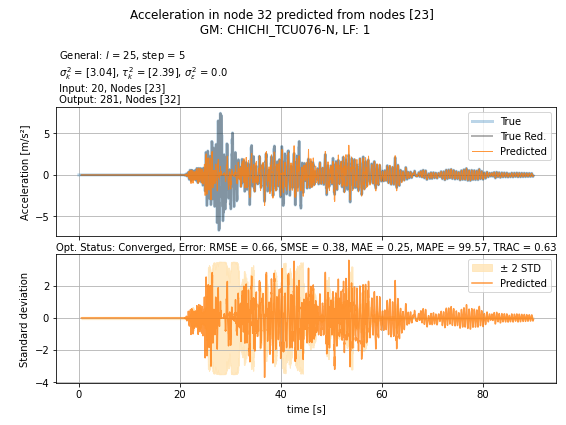 Acceleration in node 32 predicted from nodes [23]
GM: CHICHI_TCU076-N, LF: 1
General: l = 25, step = 5
σ²ₖ = [3.04], τ²ₖ = [2.39], σ²ε = 0.0
Input: 20, Nodes [23]
Output: 281, Nodes [32]
Acceleration [m/s²]
5
0
−5
True
True Red.
Predicted
Opt. Status: Converged, Error: RMSE = 0.66, SMSE = 0.38, MAE = 0.25, MAPE = 99.57, TRAC = 0.63
Standard deviation
2
0
−2
−4
± 2 STD
Predicted
0 20 40 60 80
time [s]